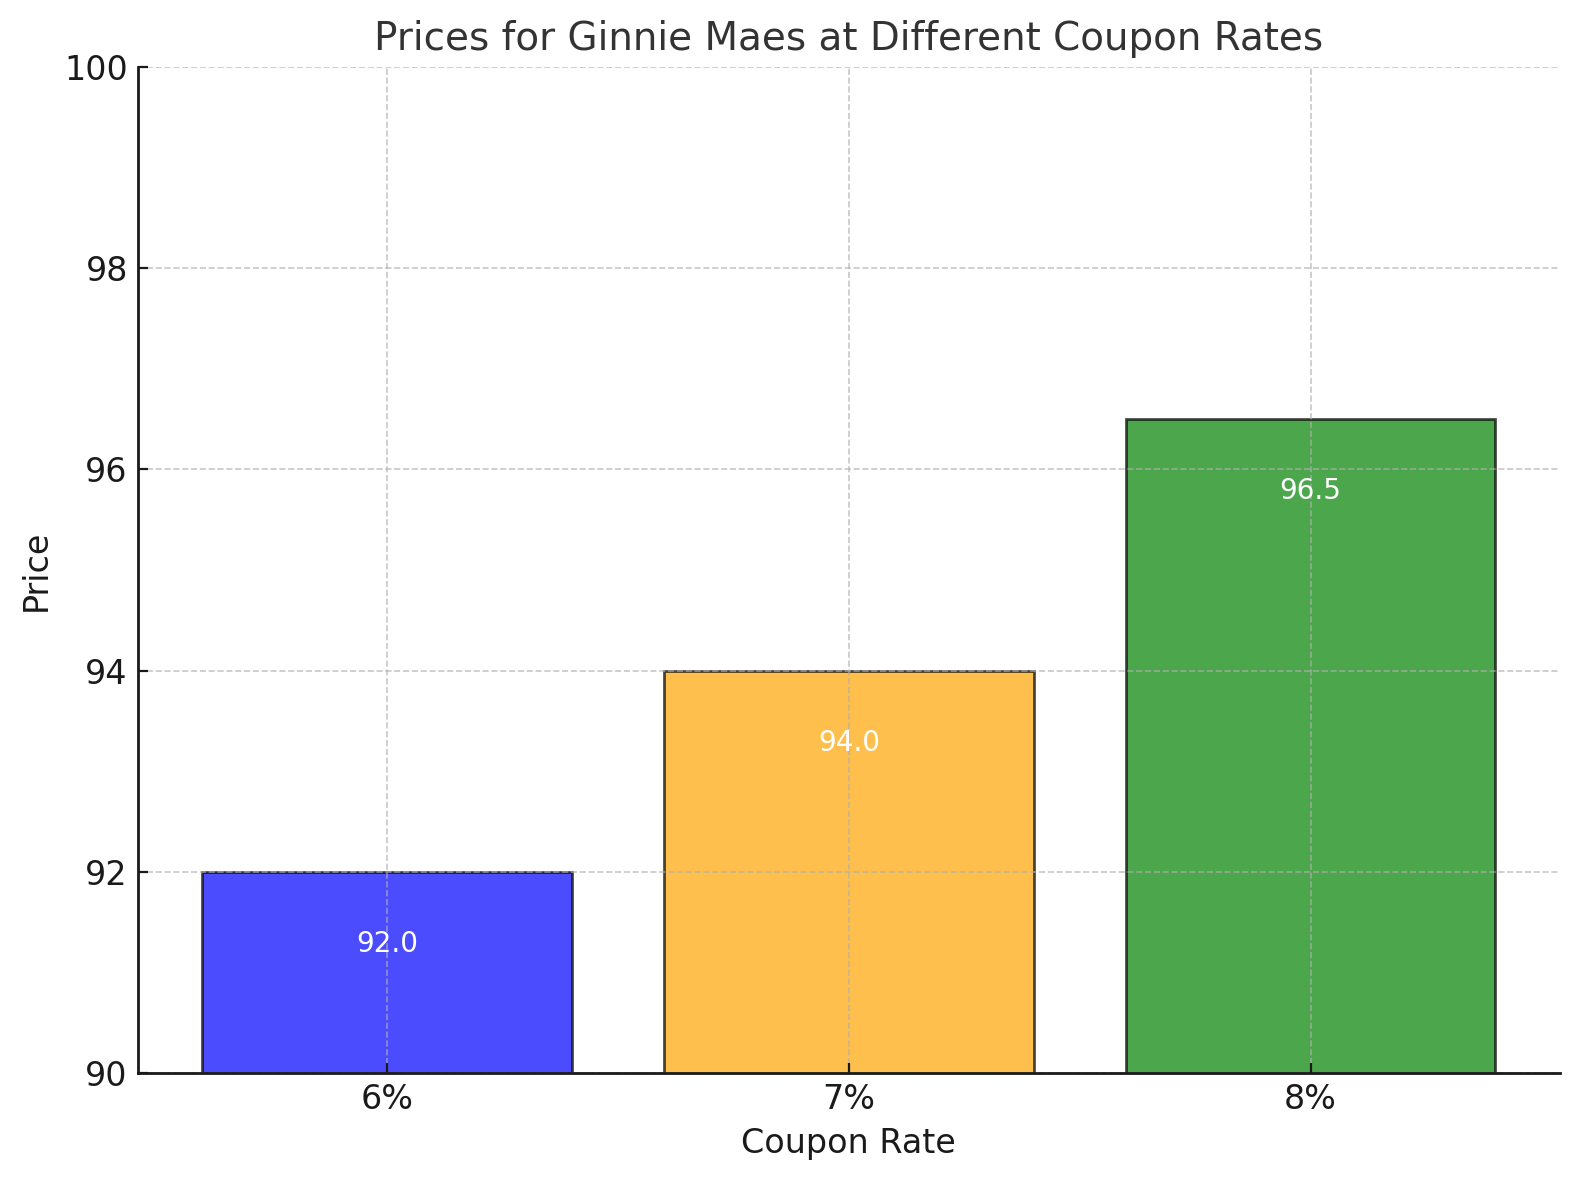 Prices for Ginnie Maes at Different Coupon Rates
100
98
96
94
92
90
Price
96.5
94.0
92.0
6% 7% 8%
Coupon Rate